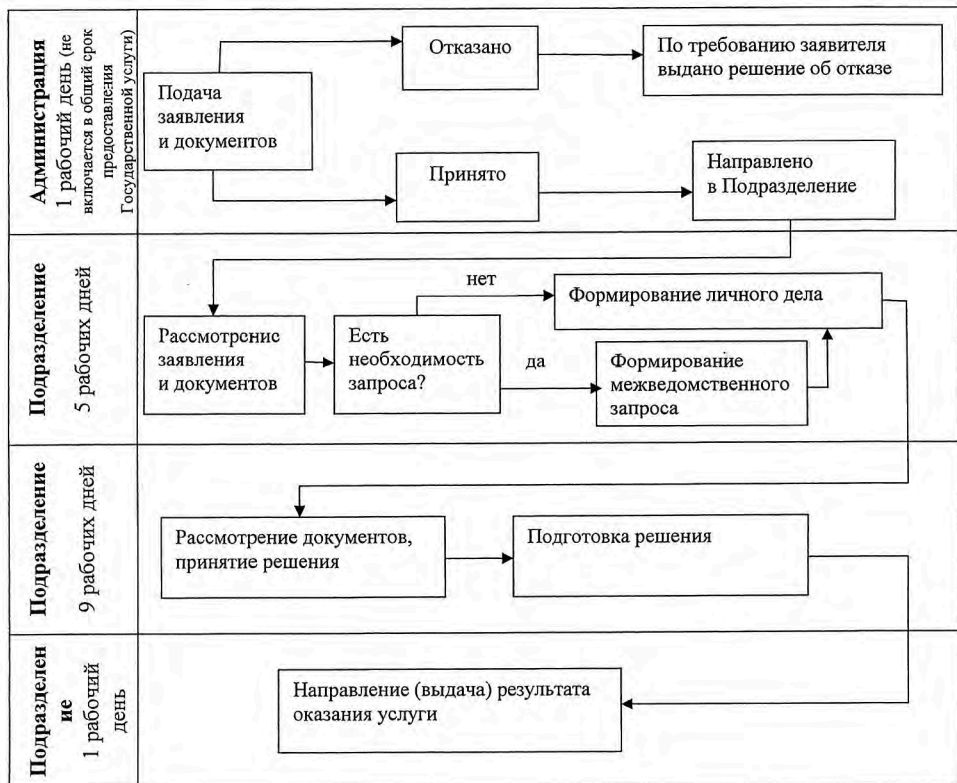 Администрация
1 рабочий день (не
включается в общий срок
предоставления
Государственной услуги)
Подача
заявления
и документов
Отказано
По требованию заявителя
выдано решение об отказе
Принято
Направлено
в Подразделение
Подразделение
5 рабочих дней
Рассмотрение
заявления
и документов
Есть
необходимость
запроса?
нет
да
Формирование личного дела
Формирование
межведомственного
запроса
Подразделение
9 рабочих дней
Рассмотрение документов,
принятие решения
Подготовка решения
Подразделен
ие
1 рабочий
день
Направление (выдача) результата
оказания услуги